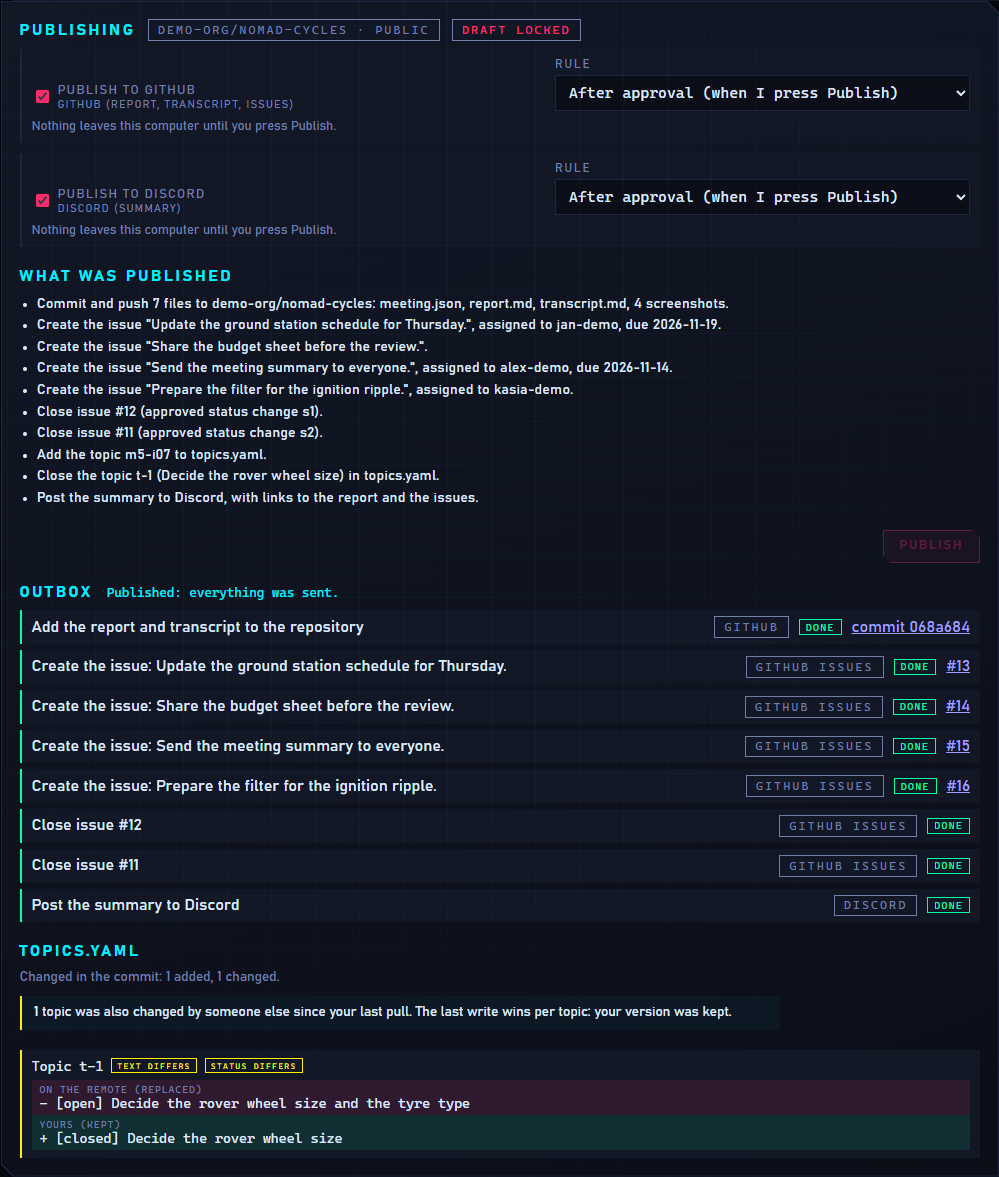 PUBLISHING DEMO-ORG/NOMAD-CYCLES · PUBLIC DRAFT LOCKED
RULE
PUBLISH TO GITHUB
GITHUB (REPORT, TRANSCRIPT, ISSUES)
After approval (when I press Publish)
Nothing leaves this computer until you press Publish.
RULE
PUBLISH TO DISCORD
DISCORD (SUMMARY)
After approval (when I press Publish)
Nothing leaves this computer until you press Publish.
WHAT WAS PUBLISHED
• Commit and push 7 files to demo-org/nomad-cycles: meeting.json, report.md, transcript.md, 4 screenshots.
• Create the issue "Update the ground station schedule for Thursday.", assigned to jan-demo, due 2026-11-19.
• Create the issue "Share the budget sheet before the review.".
• Create the issue "Send the meeting summary to everyone.", assigned to alex-demo, due 2026-11-14.
• Create the issue "Prepare the filter for the ignition ripple.", assigned to kasia-demo.
• Close issue #12 (approved status change s1).
• Close issue #11 (approved status change s2).
• Add the topic m5-i07 to topics.yaml.
• Close the topic t-1 (Decide the rover wheel size) in topics.yaml.
• Post the summary to Discord, with links to the report and the issues.
PUBLISH
OUTBOX Published: everything was sent.
Add the report and transcript to the repository GITHUB DONE commit 068a684
Create the issue: Update the ground station schedule for Thursday. GITHUB ISSUES DONE #13
Create the issue: Share the budget sheet before the review. GITHUB ISSUES DONE #14
Create the issue: Send the meeting summary to everyone. GITHUB ISSUES DONE #15
Create the issue: Prepare the filter for the ignition ripple. GITHUB ISSUES DONE #16
Close issue #12 GITHUB ISSUES DONE
Close issue #11 GITHUB ISSUES DONE
Post the summary to Discord DISCORD DONE
TOPICS.YAML
Changed in the commit: 1 added, 1 changed.
1 topic was also changed by someone else since your last pull. The last write wins per topic: your version was kept.
Topic t-1 TEXT DIFFERS STATUS DIFFERS
ON THE REMOTE (REPLACED)
- [open] Decide the rover wheel size and the tyre type
YOURS (KEPT)
+ [closed] Decide the rover wheel size